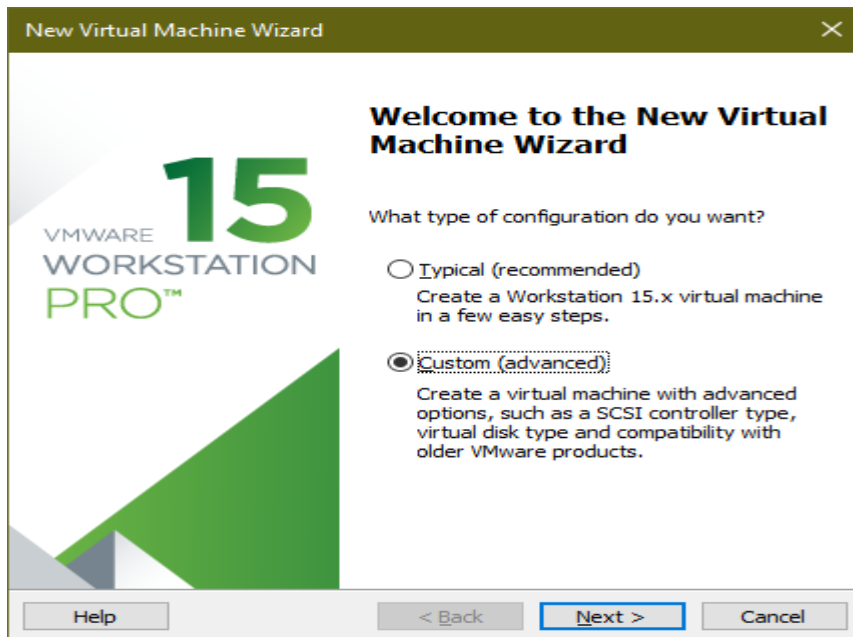 New Virtual Machine Wizard
15
VMWARE
WORKSTATION
PRO™
Welcome to the New Virtual
Machine Wizard
What type of configuration do you want?
Typical (recommended)
Create a Workstation 15.x virtual machine
in a few easy steps.
Custom (advanced)
Create a virtual machine with advanced
options, such as a SCSI controller type,
virtual disk type and compatibility with
older VMware products.
Help
< Back
Next >
Cancel